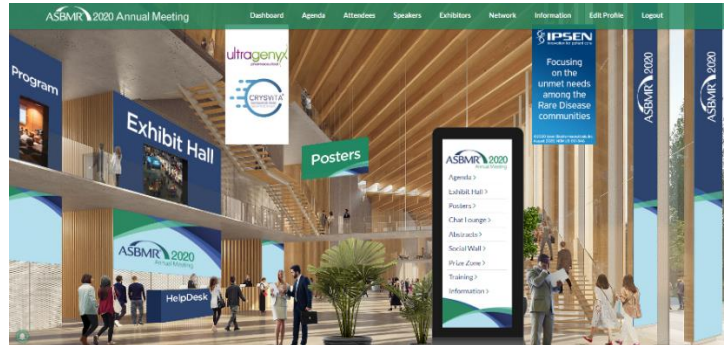 ASBMR 2020 Annual Meeting
Dashboard
Agenda
Attendees
Speakers
Exhibitors
Network
Information
Edit Profile
Logout
Program
Exhibit Hall
ultragenyx
CRYSVITA
Posters
IPSEN
Focusing
on the
unmet needs
among the
Rare Disease
communities
ASBMR 2020
ASBMR 2020
ASBMR 2020
Annual Meeting
HelpDesk
ASBMR 2020
Annual Meeting
Agenda >
Exhibit Hall >
Posters >
Chat Lounge >
Abstracts >
Social Wall >
Prize Zone >
Training >
Information >